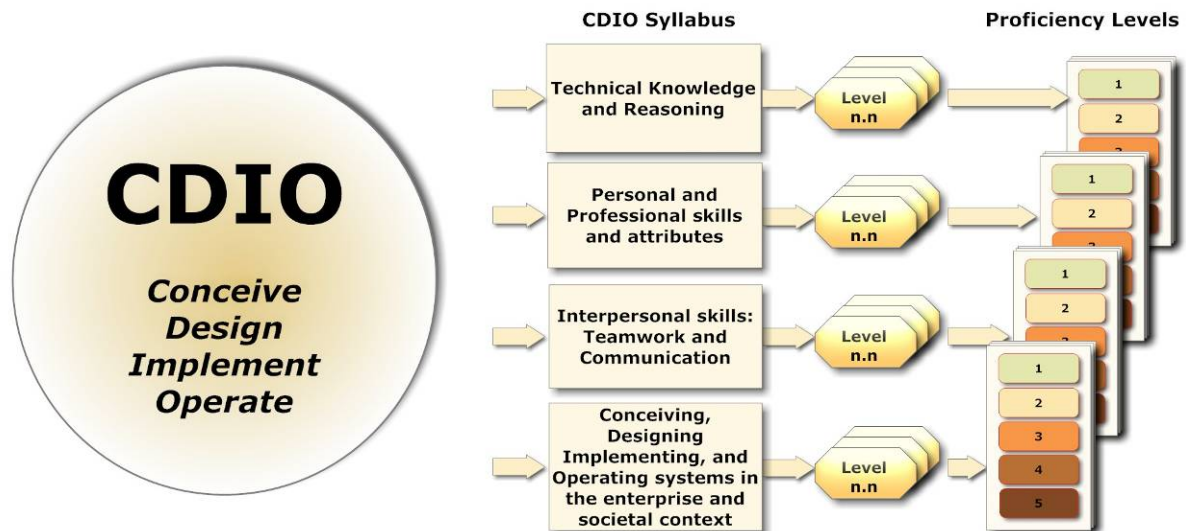 CDIO
Conceive
Design
Implement
Operate
CDIO Syllabus
Proficiency Levels
Technical Knowledge
and Reasoning
Level
n.n
1
2
Personal and
Professional skills
and attributes
Level
n.n
1
2
Interpersonal skills:
Teamwork and
Communication
Level
n.n
1
2
Conceiving,
Designing
Implementing, and
Operating systems in
the enterprise and
societal context
Level
n.n
1
2
3
4
5